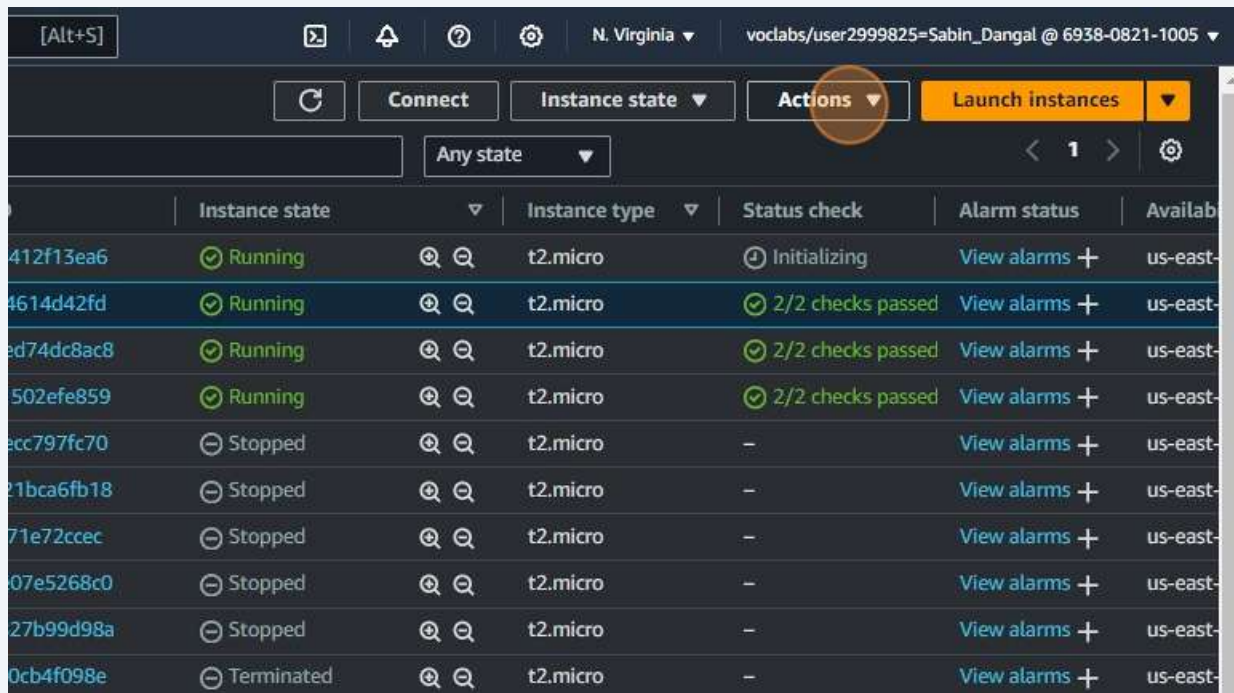 [Alt+S] N. Virginia voclabs/user2999825=Sabin_Dangal @ 6938-0821-1005
Connect Instance state Actions Launch instances
Any state 1
Instance state Instance type Status check Alarm status Availabi
412f13ea6 Running t2.micro Initializing View alarms + us-east-
4614d42fd Running t2.micro 2/2 checks passed View alarms + us-east-
ed74dc8ac8 Running t2.micro 2/2 checks passed View alarms + us-east-
502efe859 Running t2.micro 2/2 checks passed View alarms + us-east-
ecc797fc70 Stopped t2.micro – View alarms + us-east-
21bca6fb18 Stopped t2.micro – View alarms + us-east-
71e72ccec Stopped t2.micro – View alarms + us-east-
e07e5268c0 Stopped t2.micro – View alarms + us-east-
27b99d98a Stopped t2.micro – View alarms + us-east-
0cb4f098e Terminated t2.micro – View alarms + us-east-